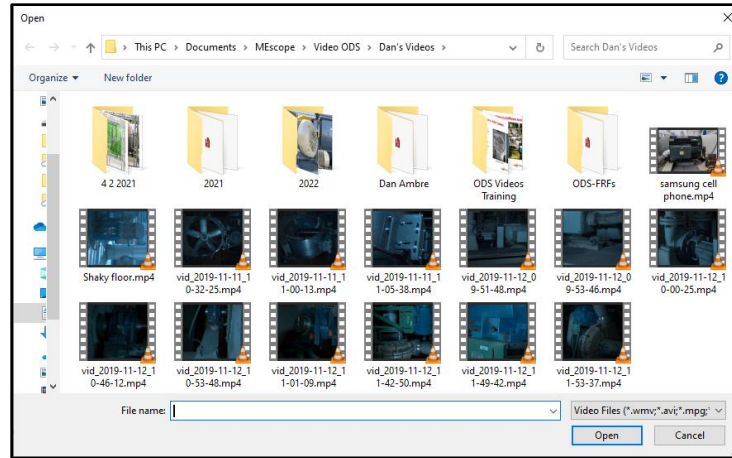 Open
This PC > Documents > MEscope > Video ODS > Dan's Videos >
Search Dan's Videos
Organize
New folder
4 2 2021
2021
2022
Dan Ambre
ODS Videos
Training
ODS-FRFs
samsung cell
phone.mp4
Shaky floor.mp4
vid_2019-11-11_1
0-32-25.mp4
vid_2019-11-11_1
1-00-13.mp4
vid_2019-11-11_1
1-05-38.mp4
vid_2019-11-12_0
9-51-48.mp4
vid_2019-11-12_0
9-53-46.mp4
vid_2019-11-12_1
0-00-25.mp4
vid_2019-11-12_1
0-46-12.mp4
vid_2019-11-12_1
0-53-48.mp4
vid_2019-11-12_1
1-01-09.mp4
vid_2019-11-12_1
1-42-50.mp4
vid_2019-11-12_1
1-49-42.mp4
vid_2019-11-12_1
1-53-37.mp4
File name:
Video Files (*.wmv;*.avi;*.mpg;*
Open
Cancel